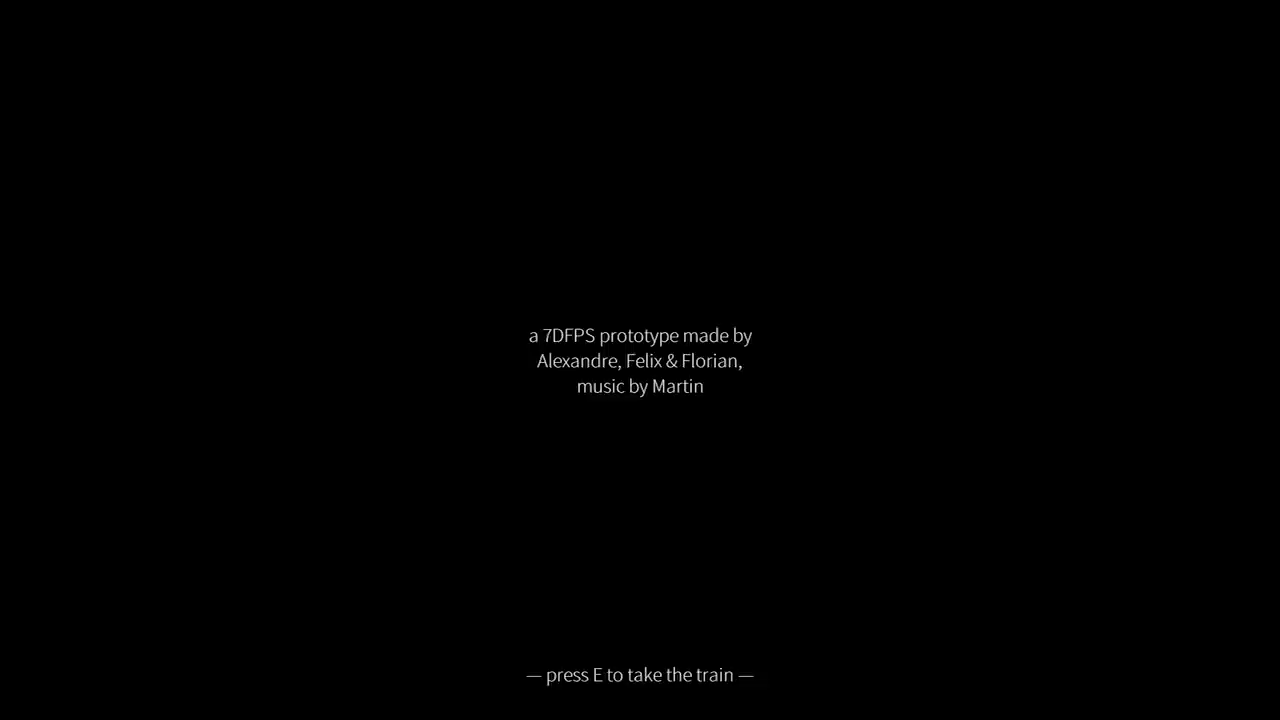 a 7DFPS prototype made by
Alexandre, Felix & Florian,
music by Martin
— press E to take the train —